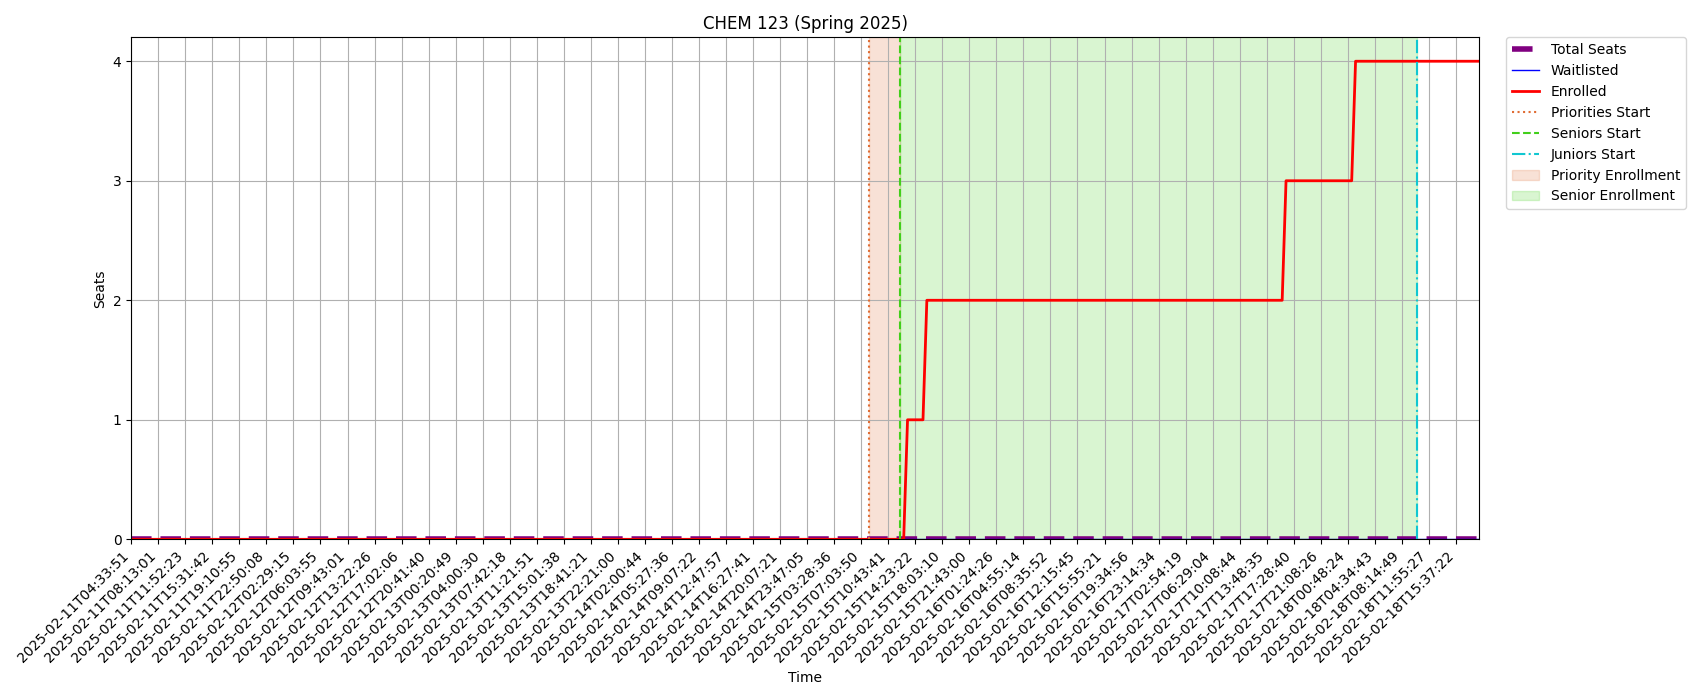 CHEM 123 (Spring 2025)
Seats
4
3
2
1
0
2025-02-11T04:33:51
2025-02-11T08:13:01
2025-02-11T11:52:23
2025-02-11T15:31:42
2025-02-11T19:10:55
2025-02-11T22:50:08
2025-02-12T02:29:15
2025-02-12T06:03:55
2025-02-12T09:43:01
2025-02-12T13:22:26
2025-02-12T17:02:06
2025-02-12T20:41:40
2025-02-13T00:20:49
2025-02-13T04:00:30
2025-02-13T07:42:18
2025-02-13T11:21:51
2025-02-13T15:01:38
2025-02-13T18:41:21
2025-02-13T22:21:00
2025-02-14T02:00:44
2025-02-14T05:27:36
2025-02-14T09:07:22
2025-02-14T12:47:57
2025-02-14T16:27:41
2025-02-14T20:07:21
2025-02-14T23:47:05
2025-02-15T03:28:36
2025-02-15T07:03:50
2025-02-15T10:43:41
2025-02-15T14:23:22
2025-02-15T18:03:10
2025-02-15T21:43:00
2025-02-16T01:24:26
2025-02-16T04:55:14
2025-02-16T08:35:52
2025-02-16T12:15:45
2025-02-16T15:55:21
2025-02-16T19:34:56
2025-02-16T23:14:34
2025-02-17T02:54:19
2025-02-17T06:29:04
2025-02-17T10:08:44
2025-02-17T13:48:35
2025-02-17T17:28:40
2025-02-17T21:08:26
2025-02-18T00:48:24
2025-02-18T04:34:43
2025-02-18T08:14:49
2025-02-18T11:55:27
2025-02-18T15:37:22
Time
Total Seats
Waitlisted
Enrolled
Priorities Start
Seniors Start
Juniors Start
Priority Enrollment
Senior Enrollment